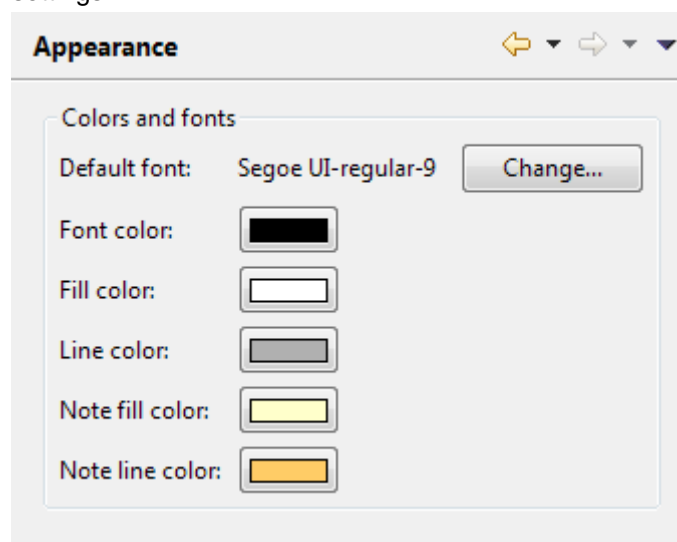 Appearance
Colors and fonts
Default font: Segoe UI-regular-9 Change...
Font color:
Fill color:
Line color:
Note fill color:
Note line color: